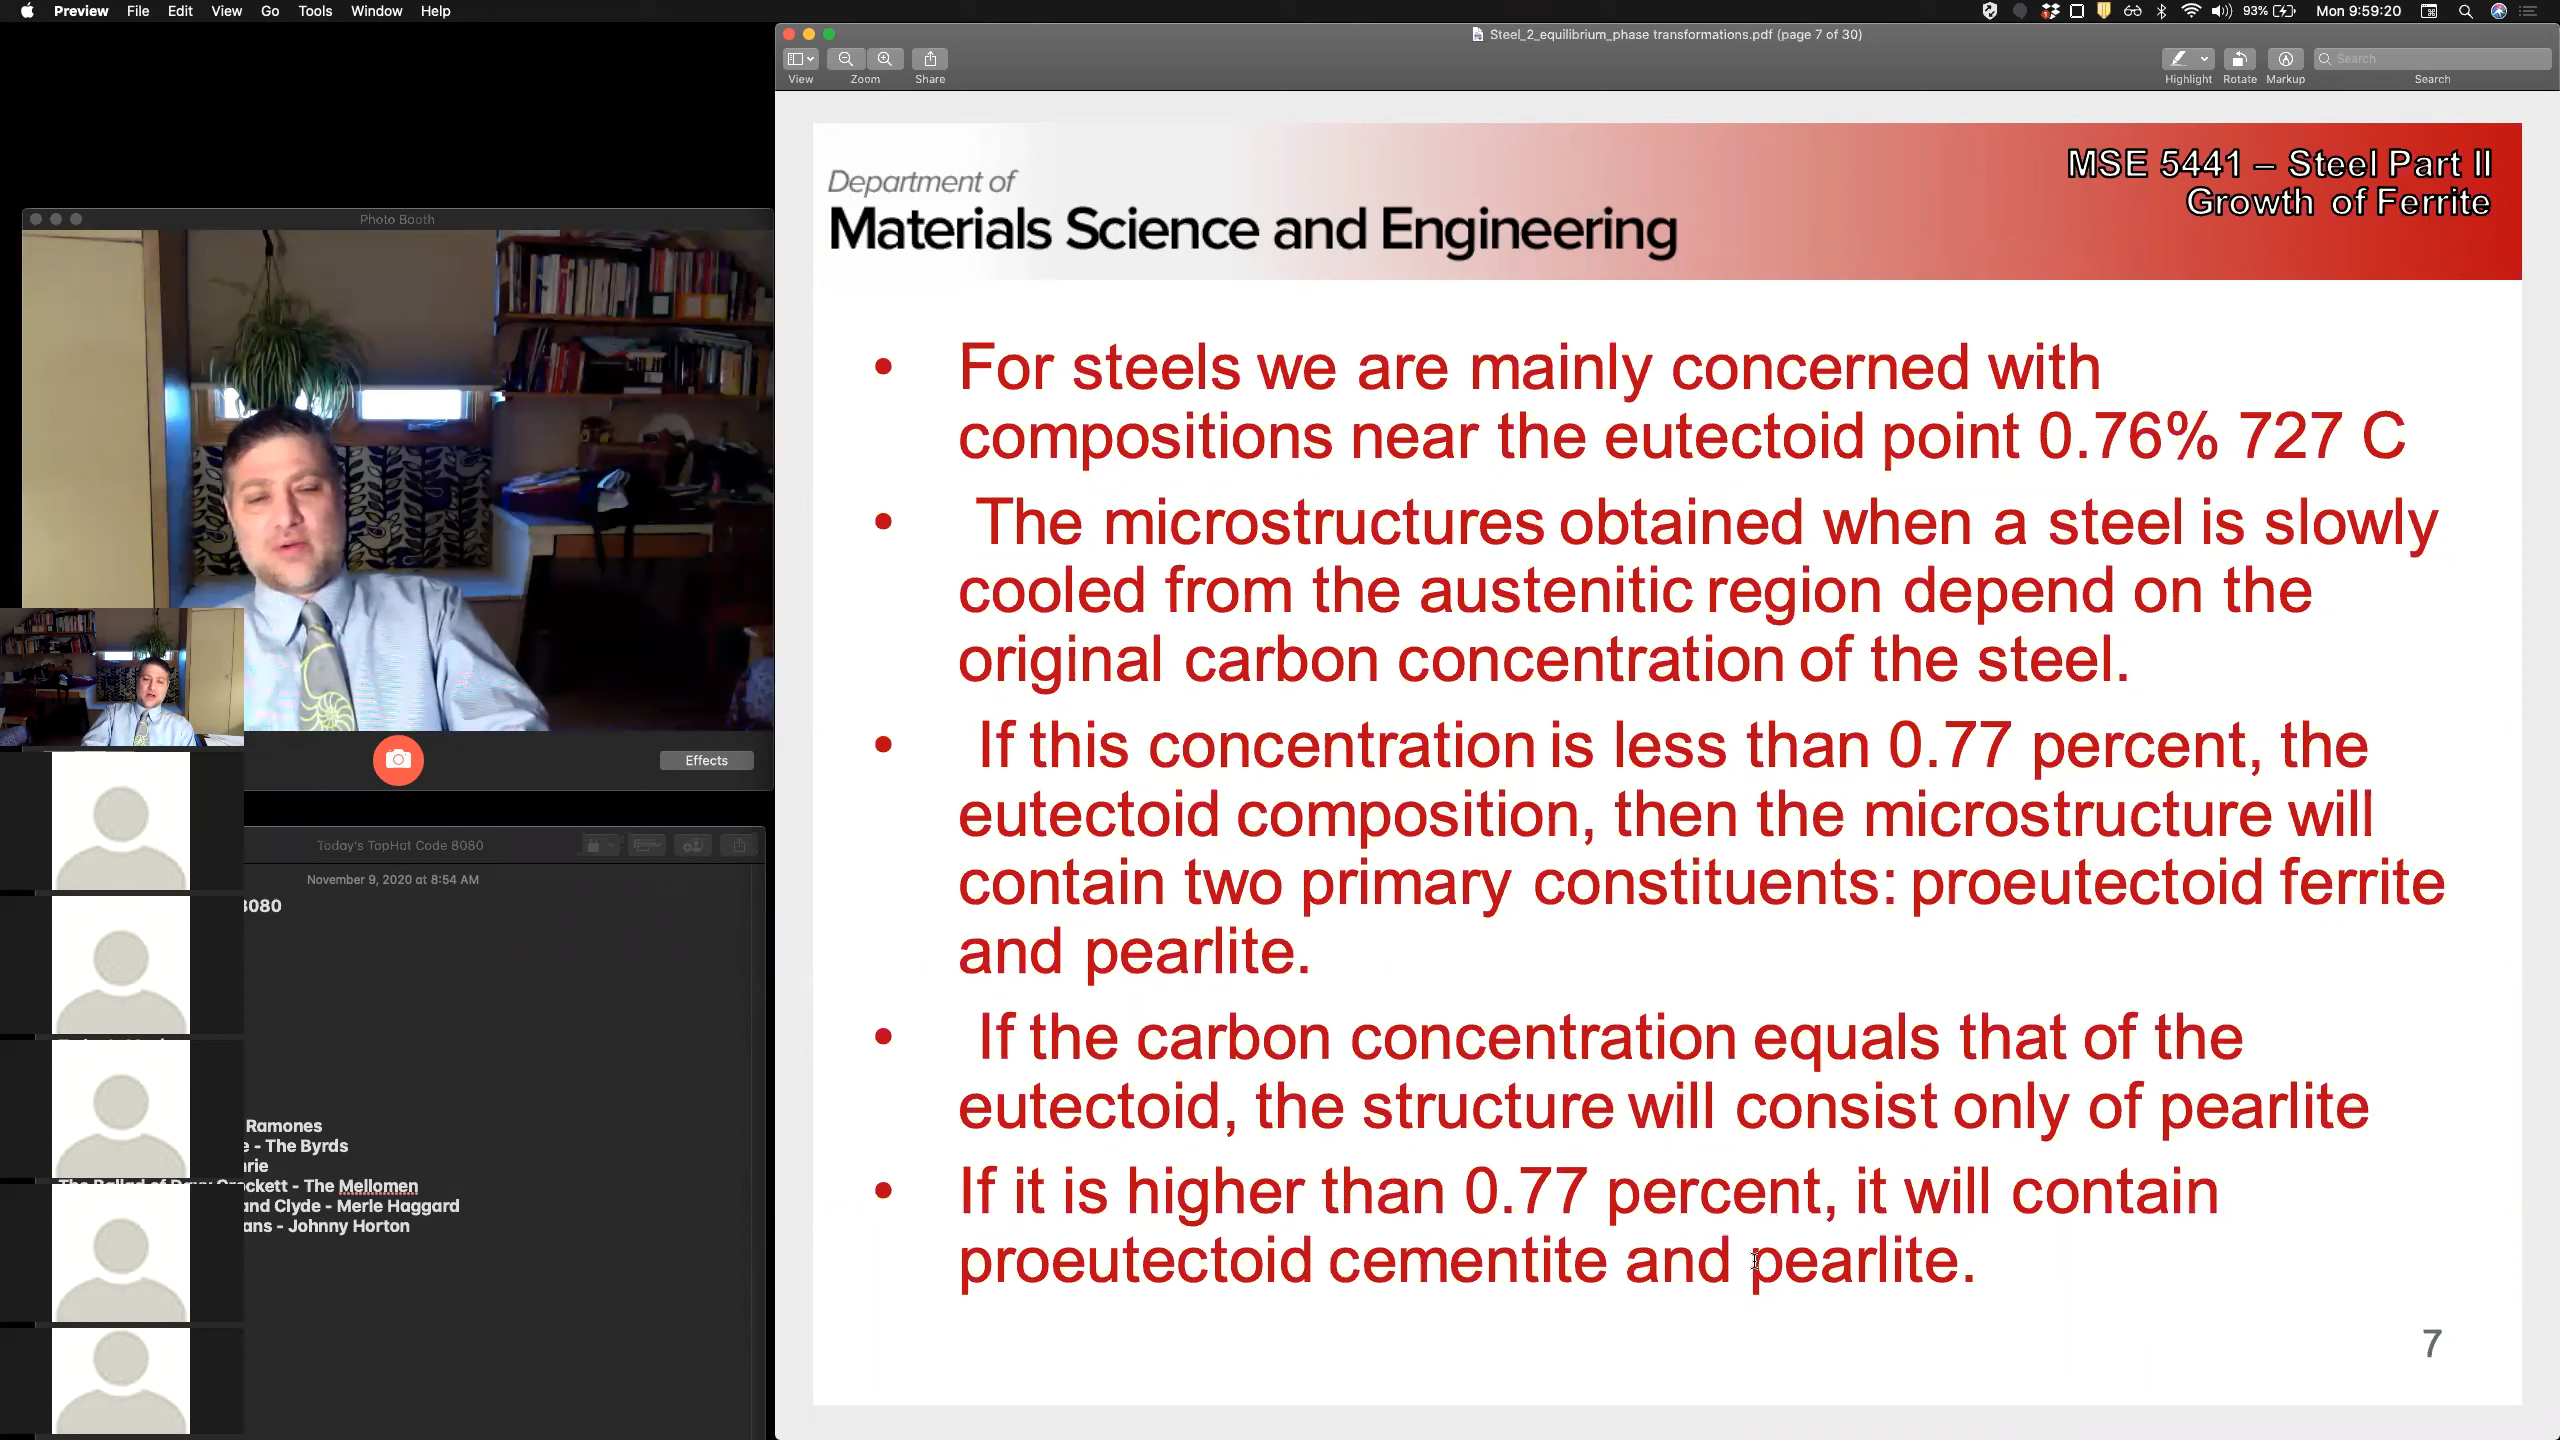 Preview File Edit View Go Tools Window Help
93% Mon 9:59:20
Steel_2_equilibrium_phase transformations.pdf (page 7 of 30)
View Zoom Share
Highlight Rotate Markup Search
Search
Department of
Materials Science and Engineering
MSE 5441 – Steel Part II
Growth of Ferrite
• For steels we are mainly concerned with
compositions near the eutectoid point 0.76% 727 C
• The microstructures obtained when a steel is slowly
cooled from the austenitic region depend on the
original carbon concentration of the steel.
• If this concentration is less than 0.77 percent, the
eutectoid composition, then the microstructure will
contain two primary constituents: proeutectoid ferrite
and pearlite.
• If the carbon concentration equals that of the
eutectoid, the structure will consist only of pearlite
• If it is higher than 0.77 percent, it will contain
proeutectoid cementite and pearlite.
7
Photo Booth
Effects
Today's TopHat Code 8080
November 9, 2020 at 8:54 AM
8080
Ramones
e - The Byrds
rie
ckett - The Mellomen
and Clyde - Merle Haggard
ans - Johnny Horton